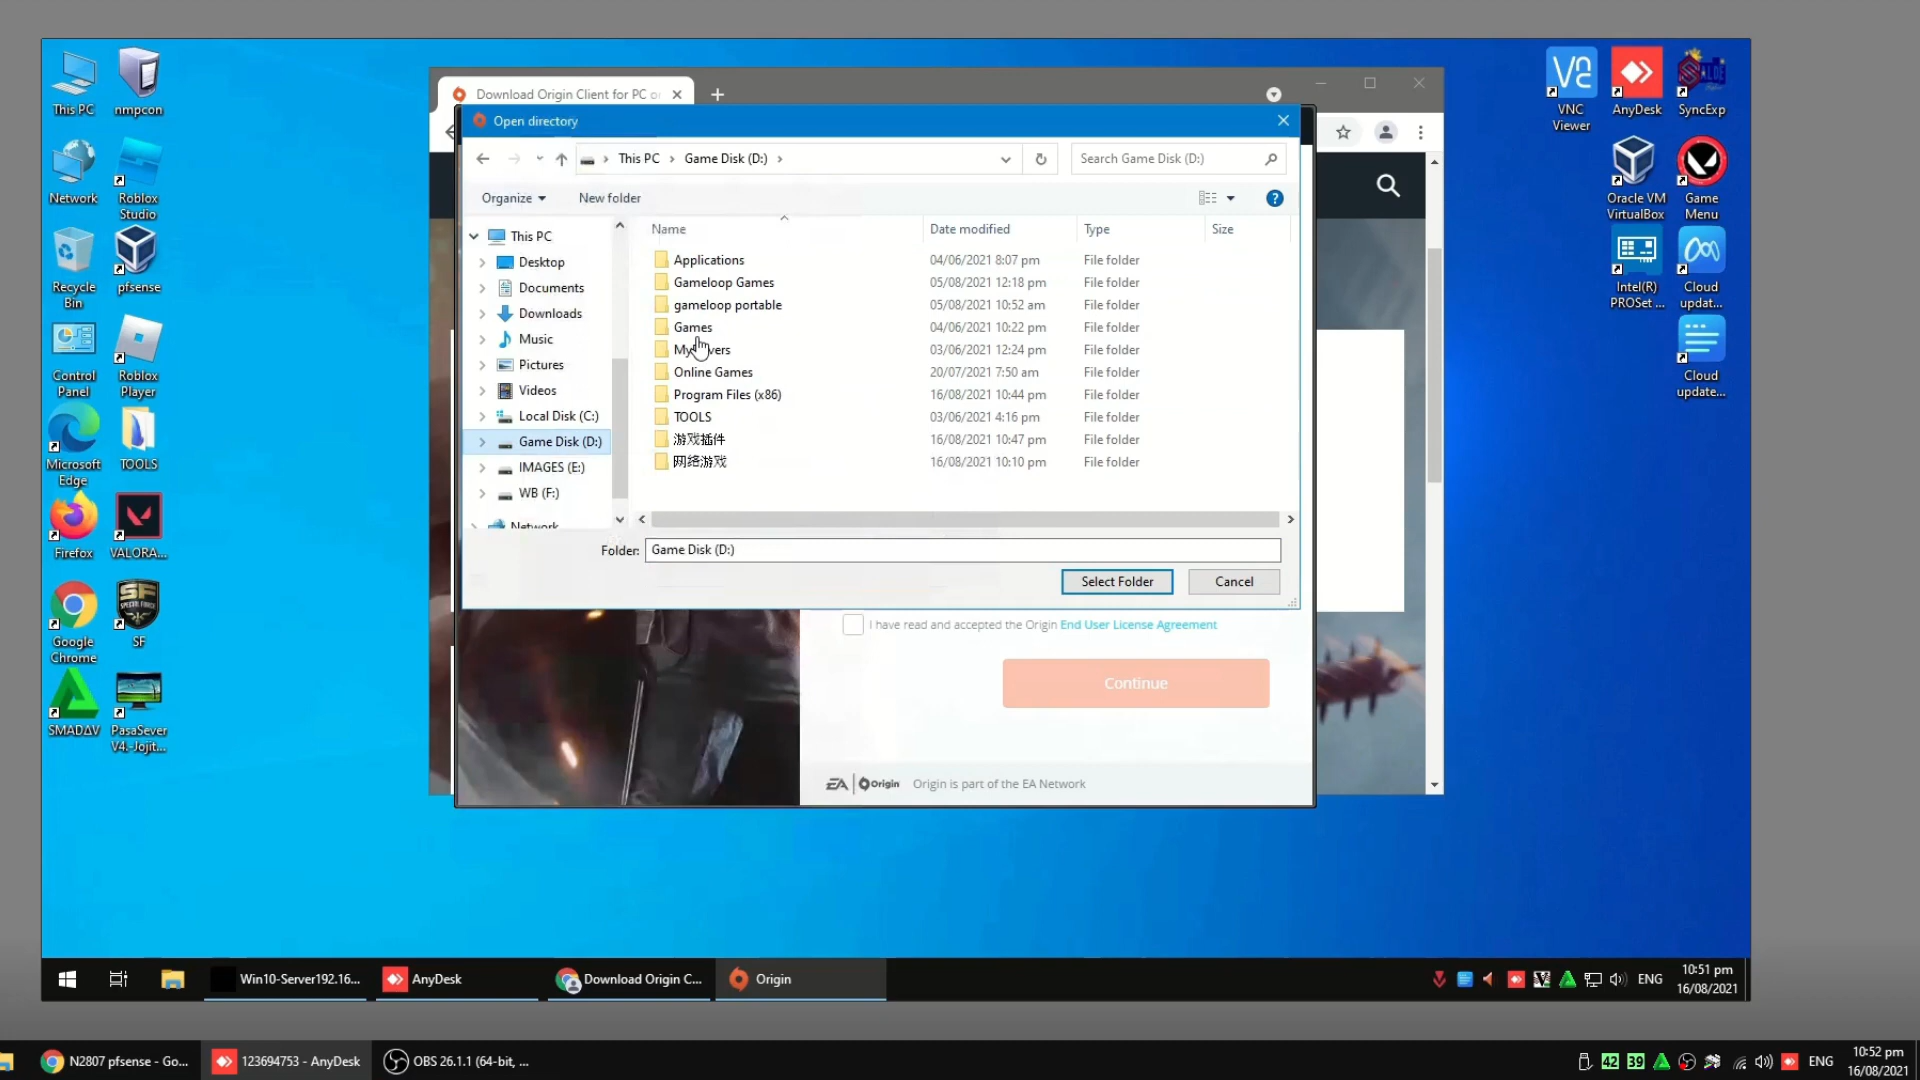 This PC
nmpcon
Network
Roblox
Studio
Recycle
Bin
pfsense
Control
Panel
Roblox
Player
Microsoft
Edge
TOOLS
Firefox
VALORA...
Google
Chrome
SF
SMADAV
PasaSever
V4.-Jojit...
Download Origin Client for PC or
Open directory
This PC
Game Disk (D:)
Search Game Disk (D:)
Organize
New folder
This PC
Desktop
Documents
Downloads
Music
Pictures
Videos
Local Disk (C:)
Game Disk (D:)
IMAGES (E:)
WB (F:)
Network
Name Date modified Type Size
Applications 04/06/2021 8:07 pm File folder
Gameloop Games 05/08/2021 12:18 pm File folder
gameloop portable 05/08/2021 10:52 am File folder
Games 04/06/2021 10:22 pm File folder
03/06/2021 12:24 pm File folder
Online Games 20/07/2021 7:50 am File folder
Program Files (x86) 16/08/2021 10:44 pm File folder
TOOLS 03/06/2021 4:16 pm File folder
游戏插件 16/08/2021 10:47 pm File folder
网络游戏 16/08/2021 10:10 pm File folder
Folder: Game Disk (D:)
Select Folder
Cancel
I have read and accepted the Origin End User License Agreement
Continue
EA Origin Origin is part of the EA Network
VNC
Viewer
AnyDesk
SyncExp
Oracle VM
VirtualBox
Game
Menu
Intel(R)
PROSet ...
Cloud
updat...
Cloud
update...
Win10-Server192.16...
AnyDesk
Download Origin C...
Origin
ENG
10:51 pm
16/08/2021
N2807 pfsense - Go...
123694753 - AnyDesk
OBS 26.1.1 (64-bit, ...
42
39
ENG
10:52 pm
16/08/2021